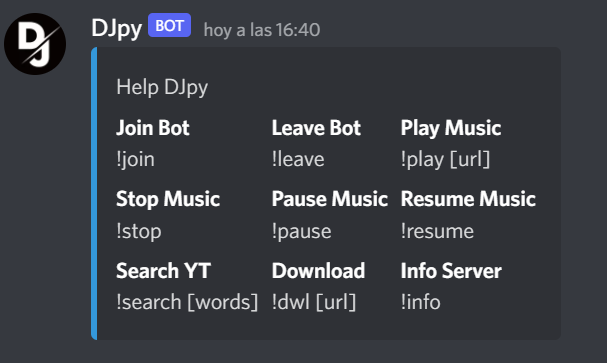 DJ
DJpy BOT hoy a las 16:40
Help DJpy
Join Bot Leave Bot Play Music
!join !leave !play [url]
Stop Music Pause Music Resume Music
!stop !pause !resume
Search YT Download Info Server
!search [words] !dwl [url] !info